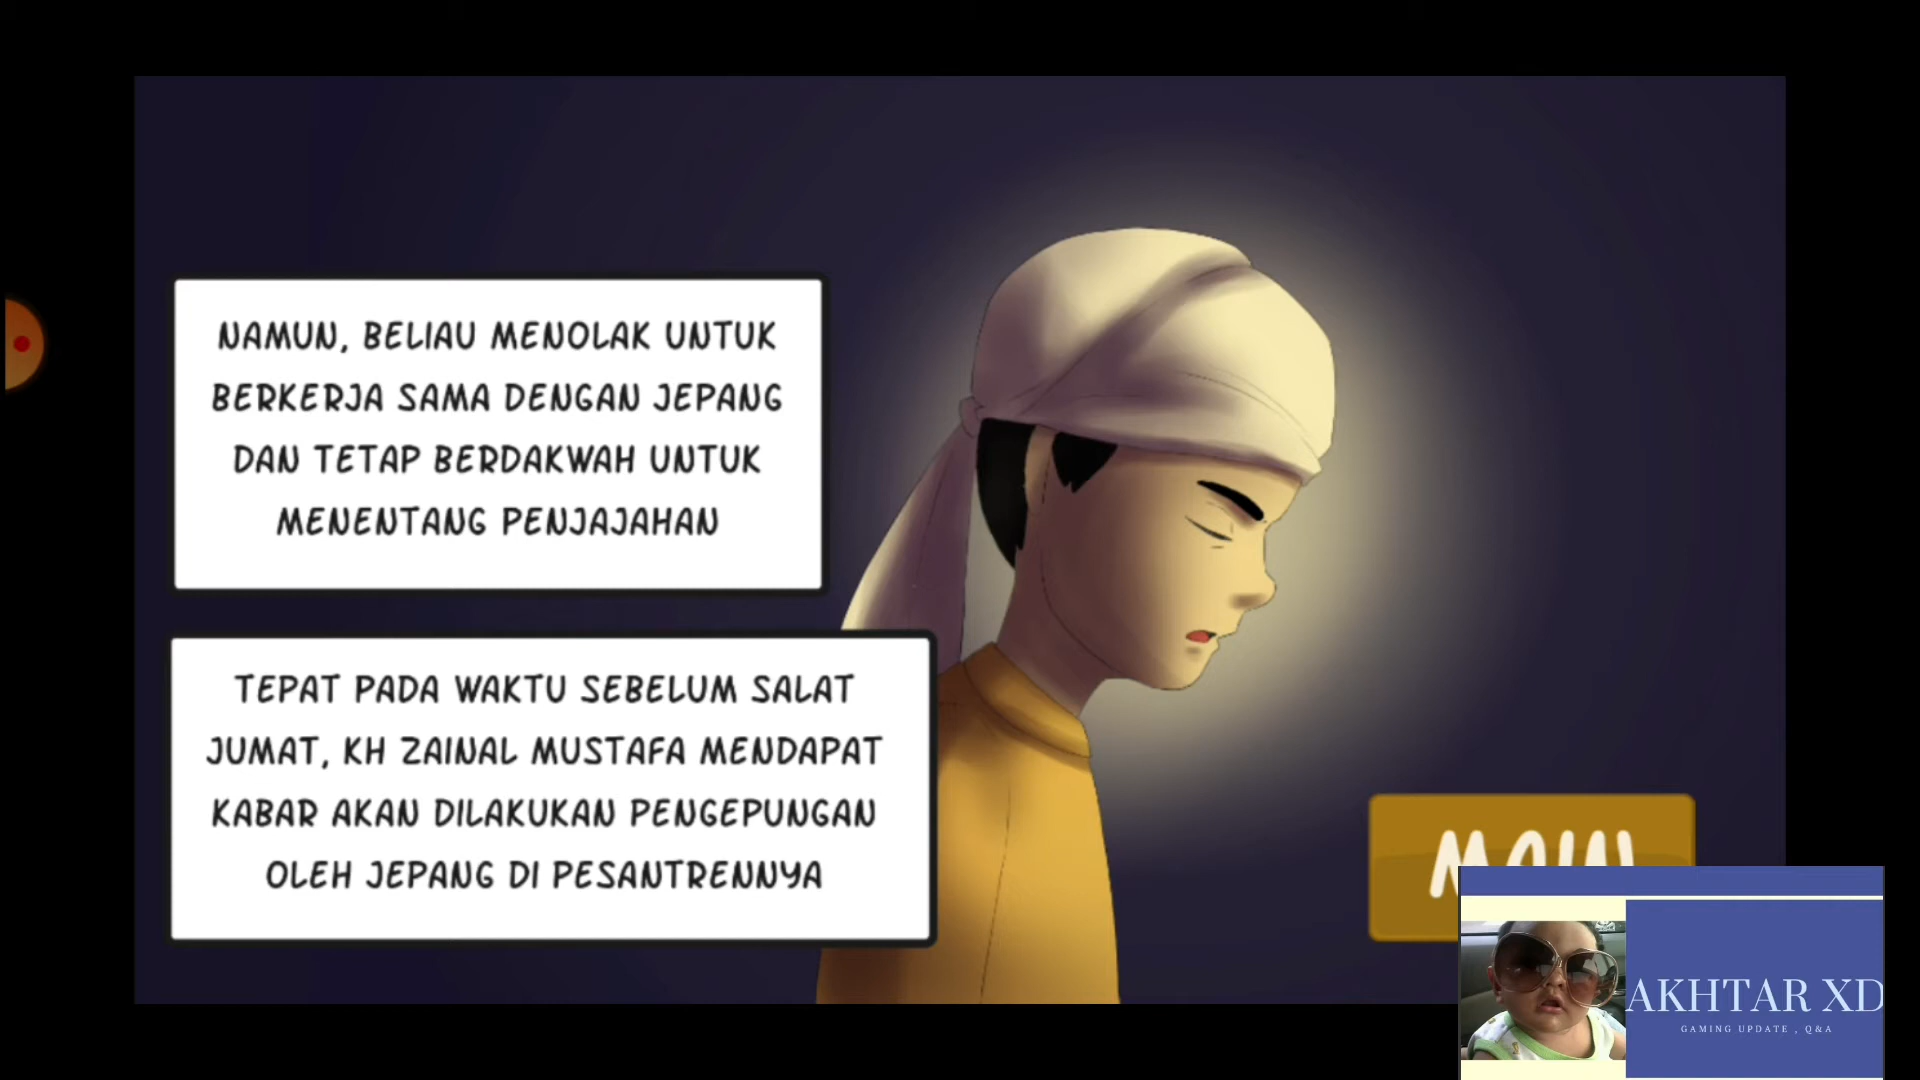 NAMUN, BELIAU MENOLAK UNTUK
BERKERJA SAMA DENGAN JEPANG
DAN TETAP BERDAKWAH UNTUK
MENENTANG PENJAJAHAN
TEPAT PADA WAKTU SEBELUM SALAT
JUMAT, KH ZAINAL MUSTAFA MENDAPAT
KABAR AKAN DILAKUKAN PENGEPUNGAN
OLEH JEPANG DI PESANTRENNYA
MAIN
AKHTAR XD
GAMING UPDATE , Q&A